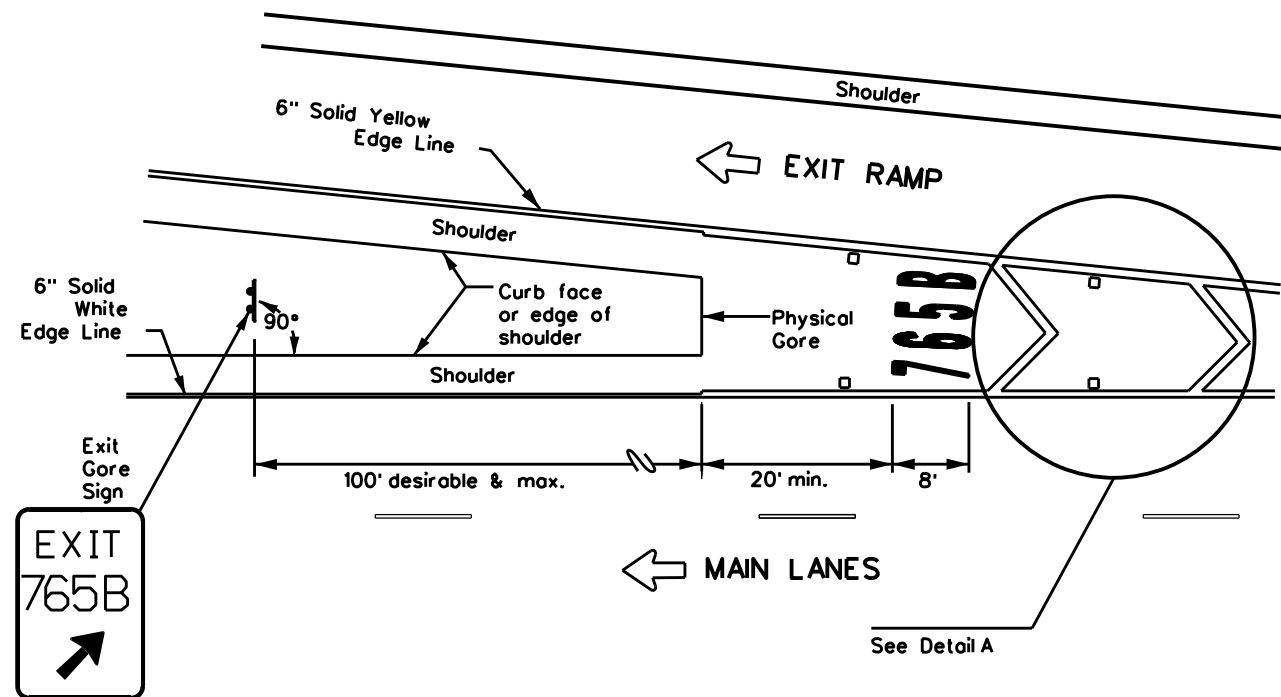 Shoulder
6" Solid Yellow
Edge Line
EXIT RAMP
Shoulder
6" Solid
White
Edge Line
90°
Curb face
or edge of
shoulder
Physical
Gore
765B
Shoulder
Exit
Gore
Sign
100' desirable & max.
20' min.
8'
EXIT
765B
MAIN LANES
See Detail A